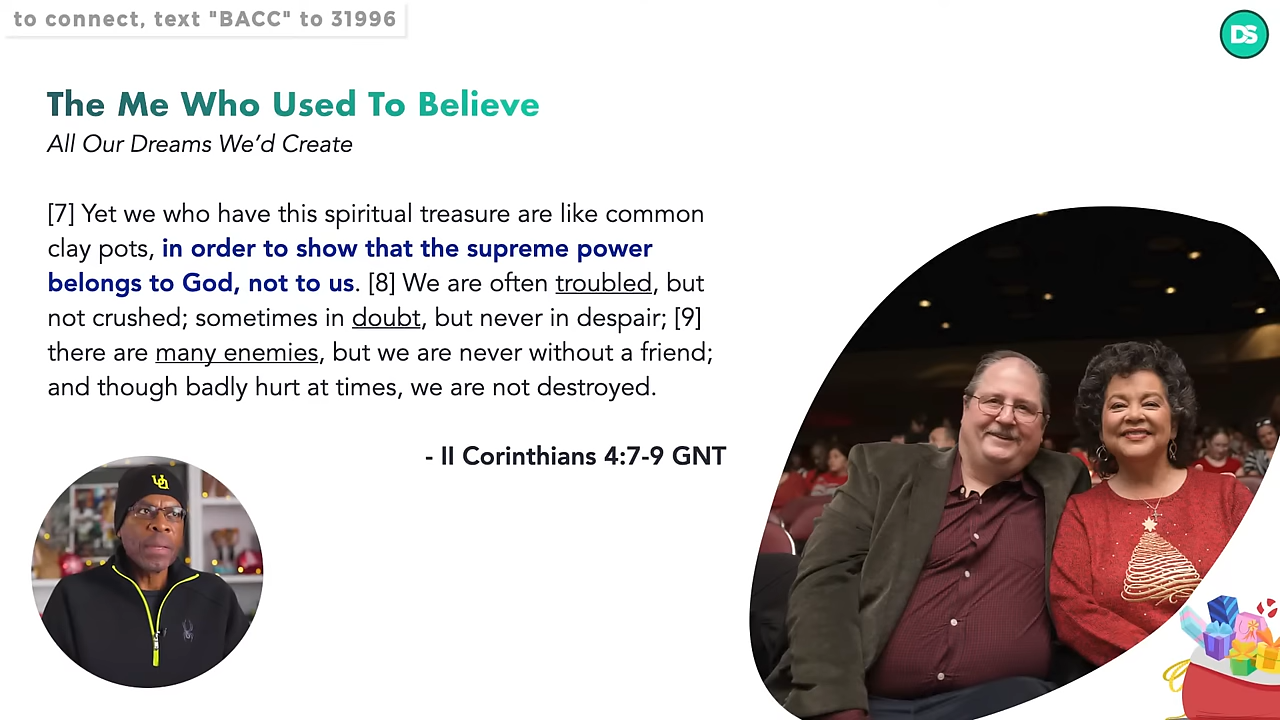 to connect, text "BACC" to 31996
DS
The Me Who Used To Believe
All Our Dreams We’d Create
[7] Yet we who have this spiritual treasure are like common
clay pots, in order to show that the supreme power
belongs to God, not to us. [8] We are often troubled, but
not crushed; sometimes in doubt, but never in despair; [9]
there are many enemies, but we are never without a friend;
and though badly hurt at times, we are not destroyed.
- II Corinthians 4:7-9 GNT